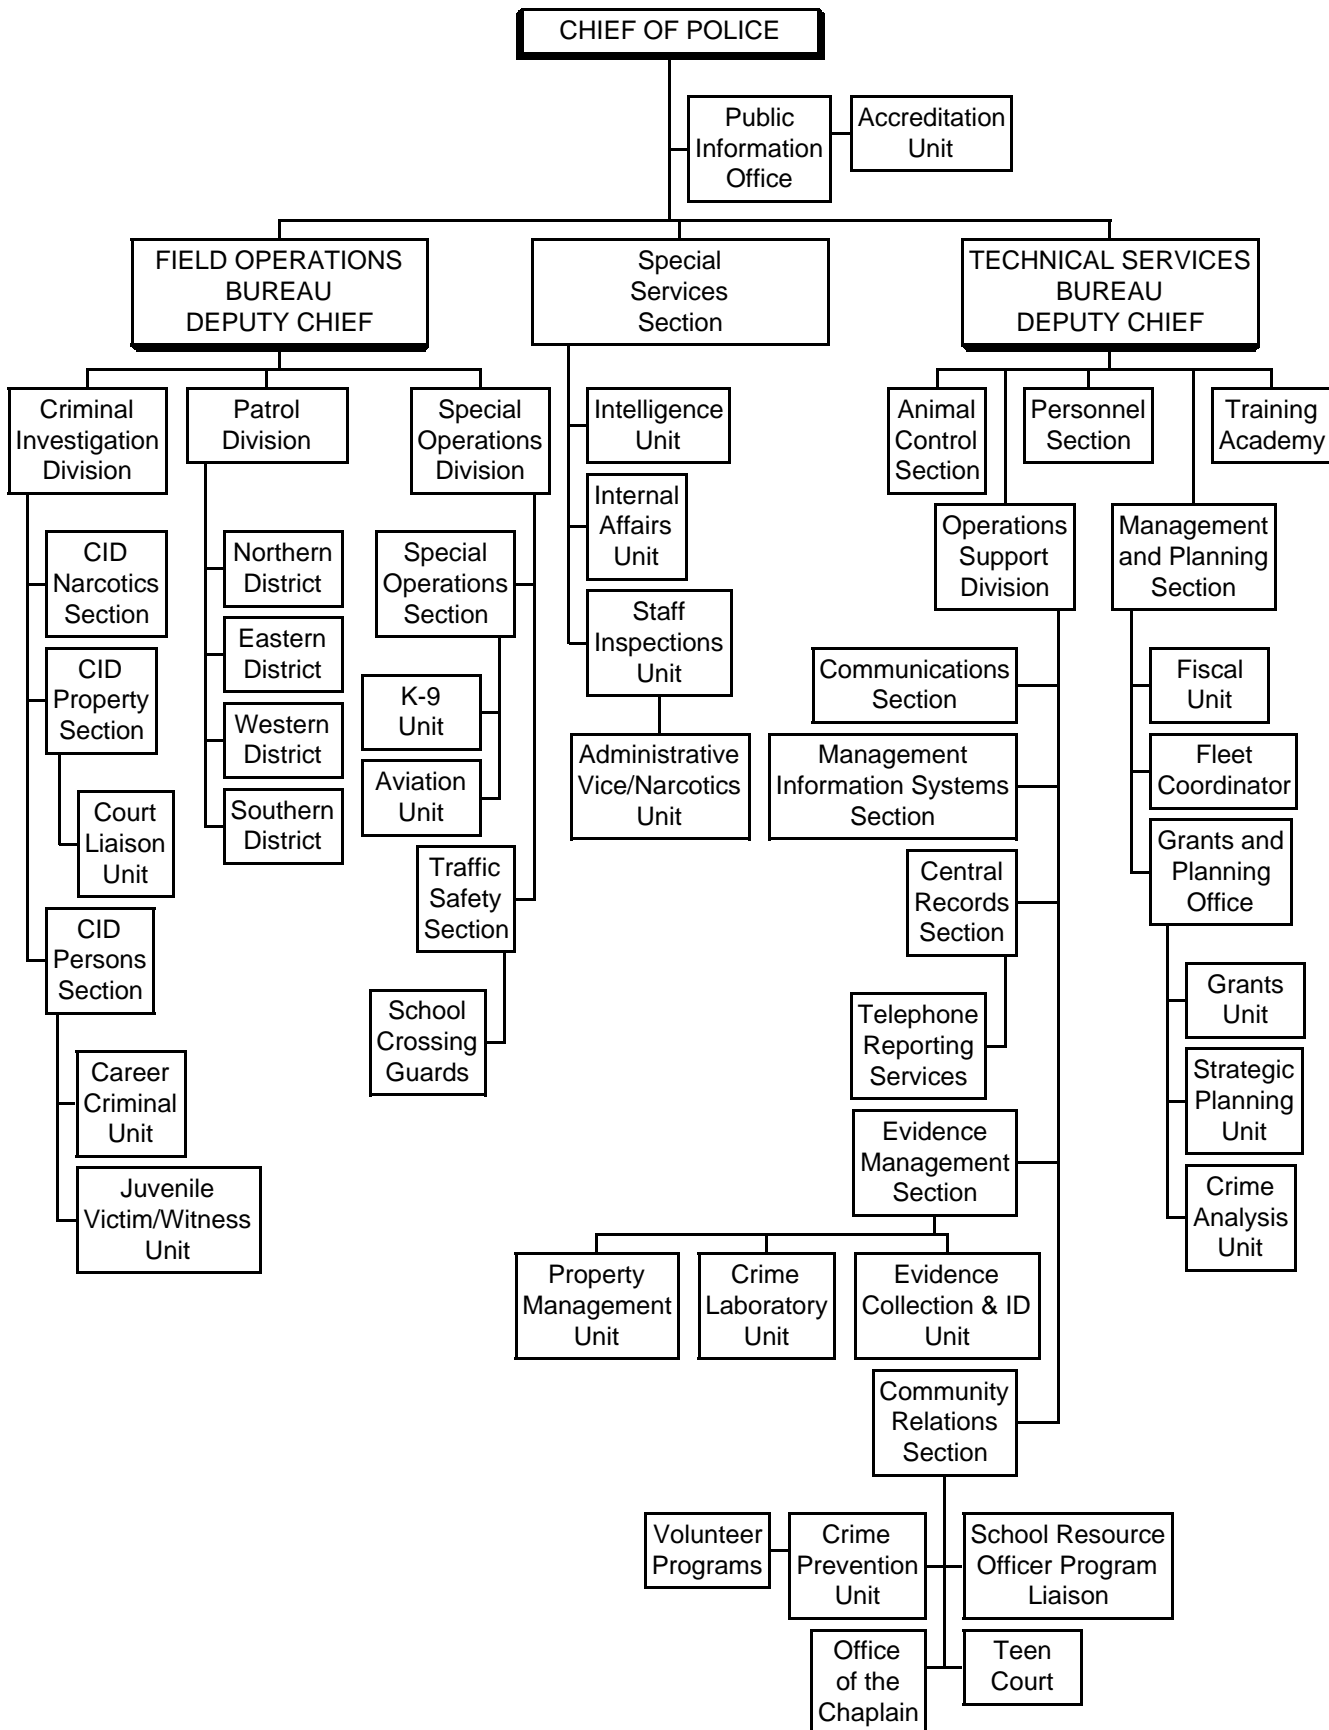 CHIEF OF POLICE
Public
Information
Office
Accreditation
Unit
FIELD OPERATIONS
BUREAU
DEPUTY CHIEF
Special
Services
Section
TECHNICAL SERVICES
BUREAU
DEPUTY CHIEF
Criminal
Investigation
Division
Patrol
Division
Special
Operations
Division
Intelligence
Unit
Animal
Control
Section
Personnel
Section
Training
Academy
CID
Narcotics
Section
Northern
District
Special
Operations
Section
Internal
Affairs
Unit
Operations
Support
Division
Management
and Planning
Section
CID
Property
Section
Eastern
District
Staff
Inspections
Unit
Communications
Section
Fiscal
Unit
K-9
Unit
Western
District
Administrative
Vice/Narcotics
Unit
Management
Information Systems
Section
Fleet
Coordinator
Aviation
Unit
Court
Liaison
Unit
Southern
District
Traffic
Safety
Section
Central
Records
Section
Grants and
Planning
Office
CID
Persons
Section
School
Crossing
Guards
Telephone
Reporting
Services
Grants
Unit
Career
Criminal
Unit
Strategic
Planning
Unit
Evidence
Management
Section
Juvenile
Victim/Witness
Unit
Crime
Analysis
Unit
Property
Management
Unit
Crime
Laboratory
Unit
Evidence
Collection & ID
Unit
Community
Relations
Section
Volunteer
Programs
Crime
Prevention
Unit
School Resource
Officer Program
Liaison
Office
of the
Chaplain
Teen
Court